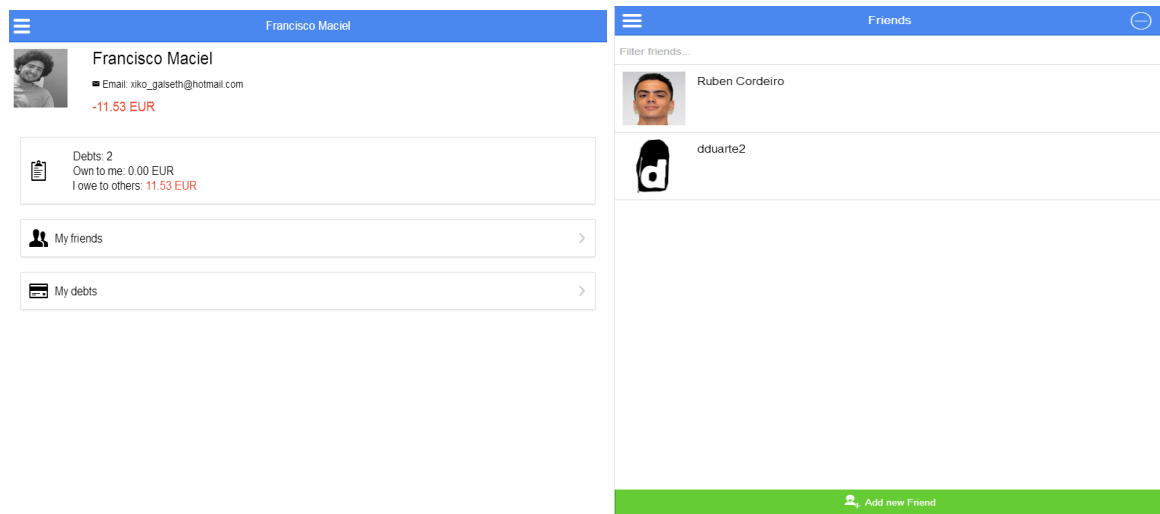 Francisco Maciel
Francisco Maciel
Email: xiko_galseth@hotmail.com
-11.53 EUR
Debts: 2
Own to me: 0.00 EUR
I owe to others: 11.53 EUR
My friends
My debts
Friends
Filter friends...
Ruben Cordeiro
d
dduarte2
Add new Friend